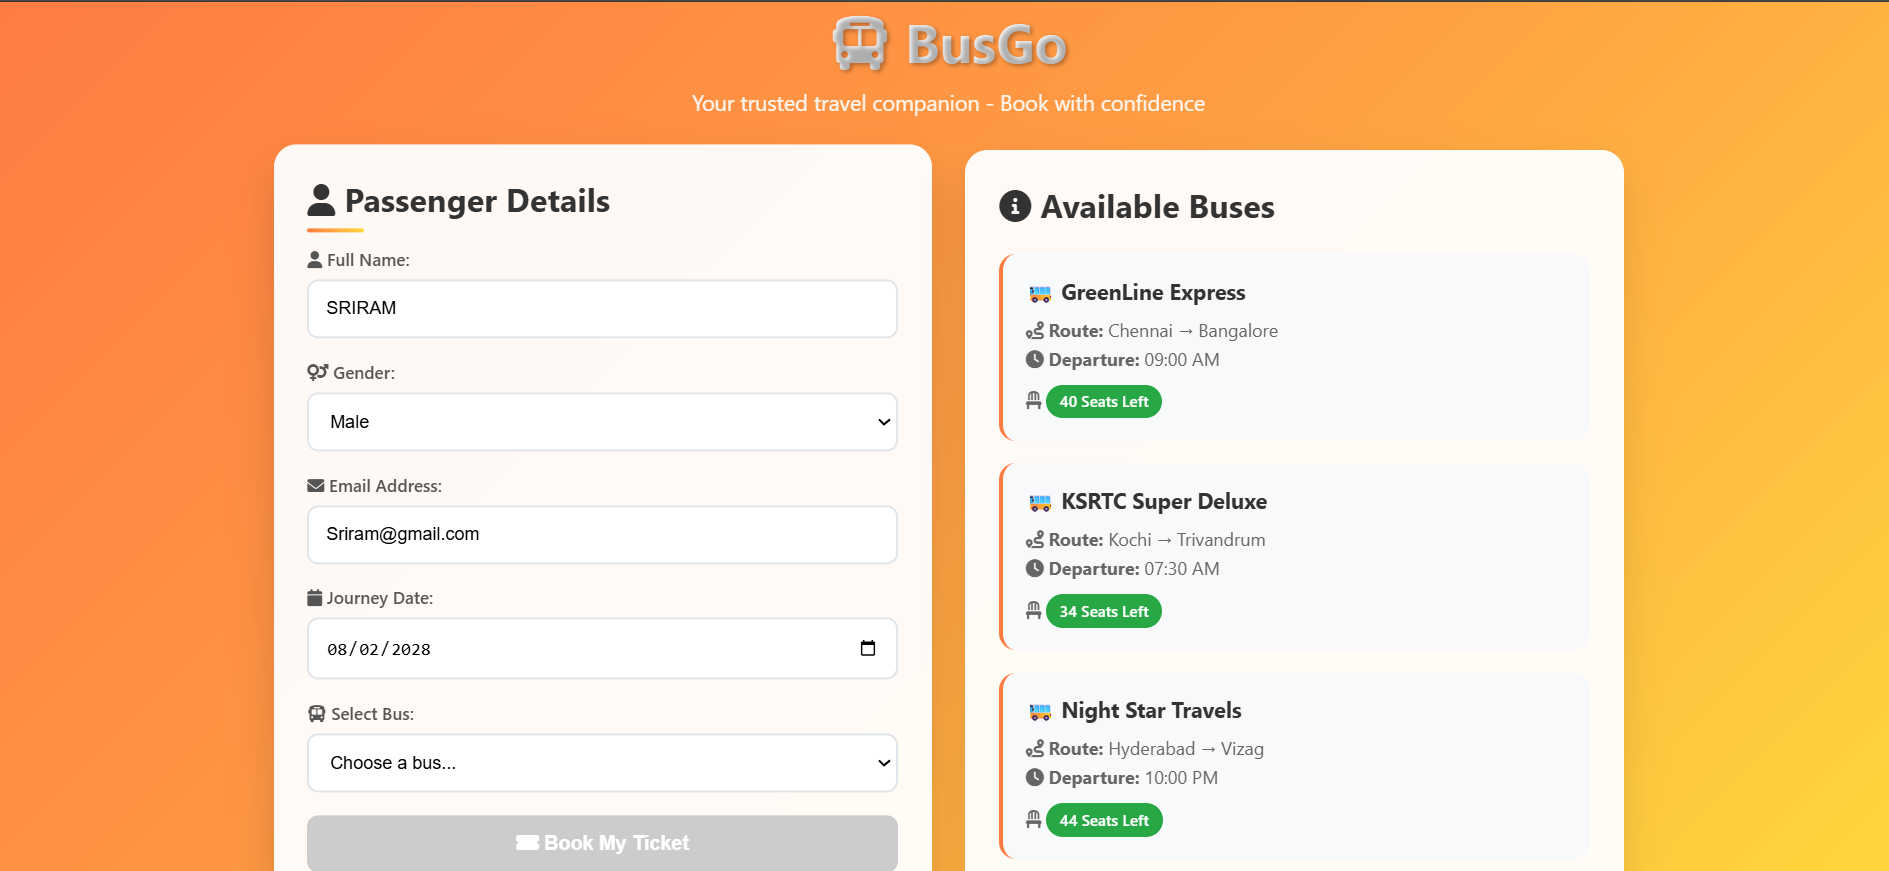 BusGo
Your trusted travel companion - Book with confidence
Passenger Details
Full Name:
SRIRAM
Gender:
Male
Email Address:
Sriram@gmail.com
Journey Date:
08/02/2028
Select Bus:
Choose a bus...
Book My Ticket
Available Buses
GreenLine Express
Route: Chennai → Bangalore
Departure: 09:00 AM
40 Seats Left
KSRTC Super Deluxe
Route: Kochi → Trivandrum
Departure: 07:30 AM
34 Seats Left
Night Star Travels
Route: Hyderabad → Vizag
Departure: 10:00 PM
44 Seats Left